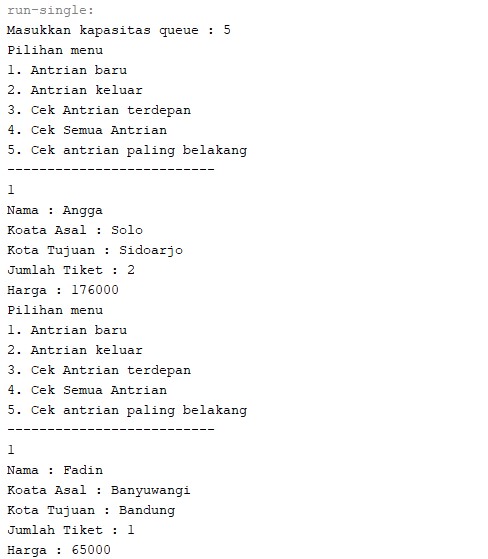 run-single:
Masukkan kapasitas queue : 5
Pilihan menu
1. Antrian baru
2. Antrian keluar
3. Cek Antrian terdepan
4. Cek Semua Antrian
5. Cek antrian paling belakang
--------------------------
1
Nama : Angga
Koata Asal : Solo
Kota Tujuan : Sidoarjo
Jumlah Tiket : 2
Harga : 176000
Pilihan menu
1. Antrian baru
2. Antrian keluar
3. Cek Antrian terdepan
4. Cek Semua Antrian
5. Cek antrian paling belakang
--------------------------
1
Nama : Fadin
Koata Asal : Banyuwangi
Kota Tujuan : Bandung
Jumlah Tiket : 1
Harga : 65000